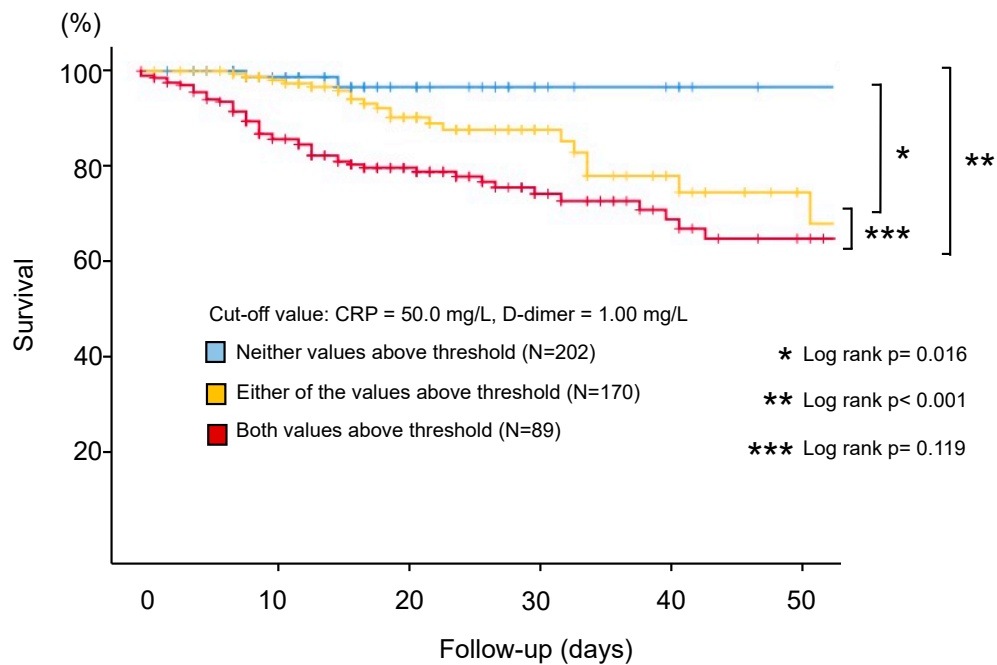 (%)
100
80
60
40
20
Survival
*
**
***
Cut-off value: CRP = 50.0 mg/L, D-dimer = 1.00 mg/L
Neither values above threshold (N=202)
Either of the values above threshold (N=170)
Both values above threshold (N=89)
* Log rank p= 0.016
** Log rank p< 0.001
*** Log rank p= 0.119
0 10 20 30 40 50
Follow-up (days)